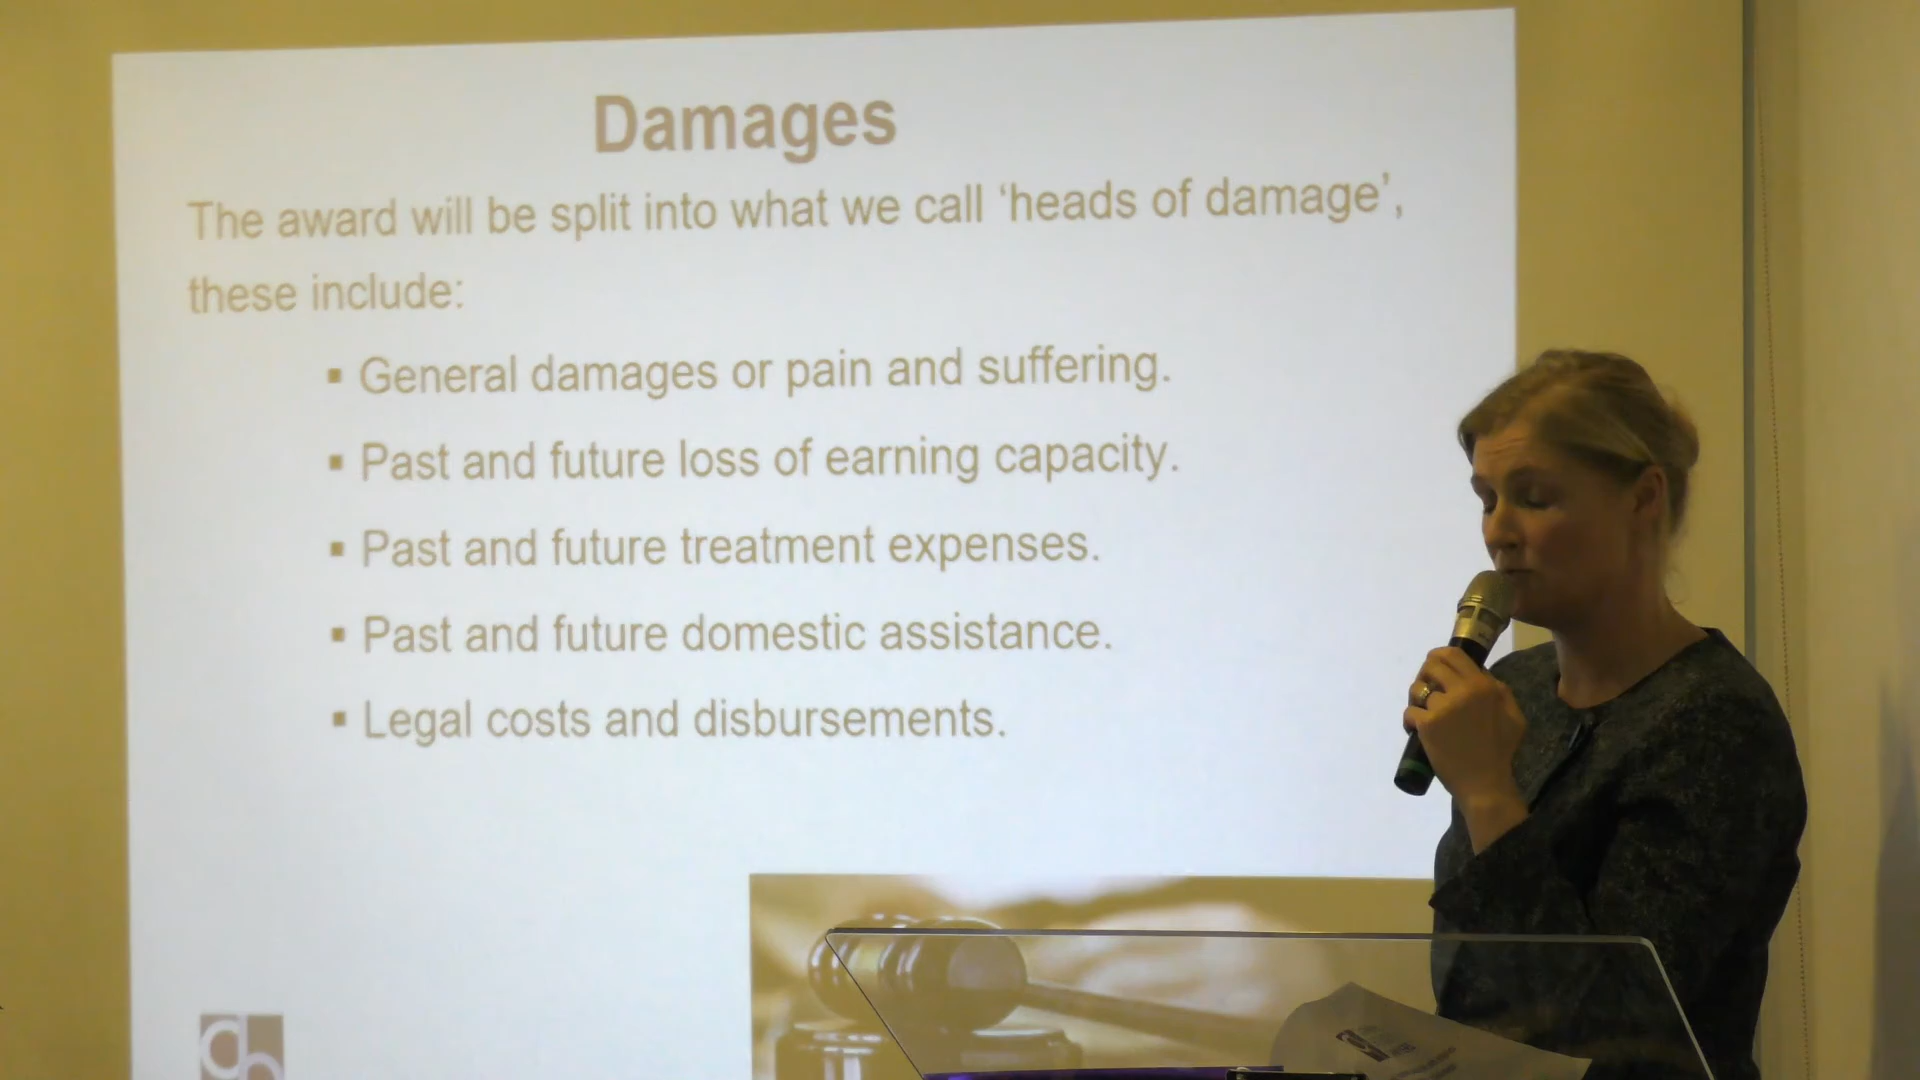 Damages
The award will be split into what we call ‘heads of damage’,
these include:
▪ General damages or pain and suffering.
▪ Past and future loss of earning capacity.
▪ Past and future treatment expenses.
▪ Past and future domestic assistance.
▪ Legal costs and disbursements.